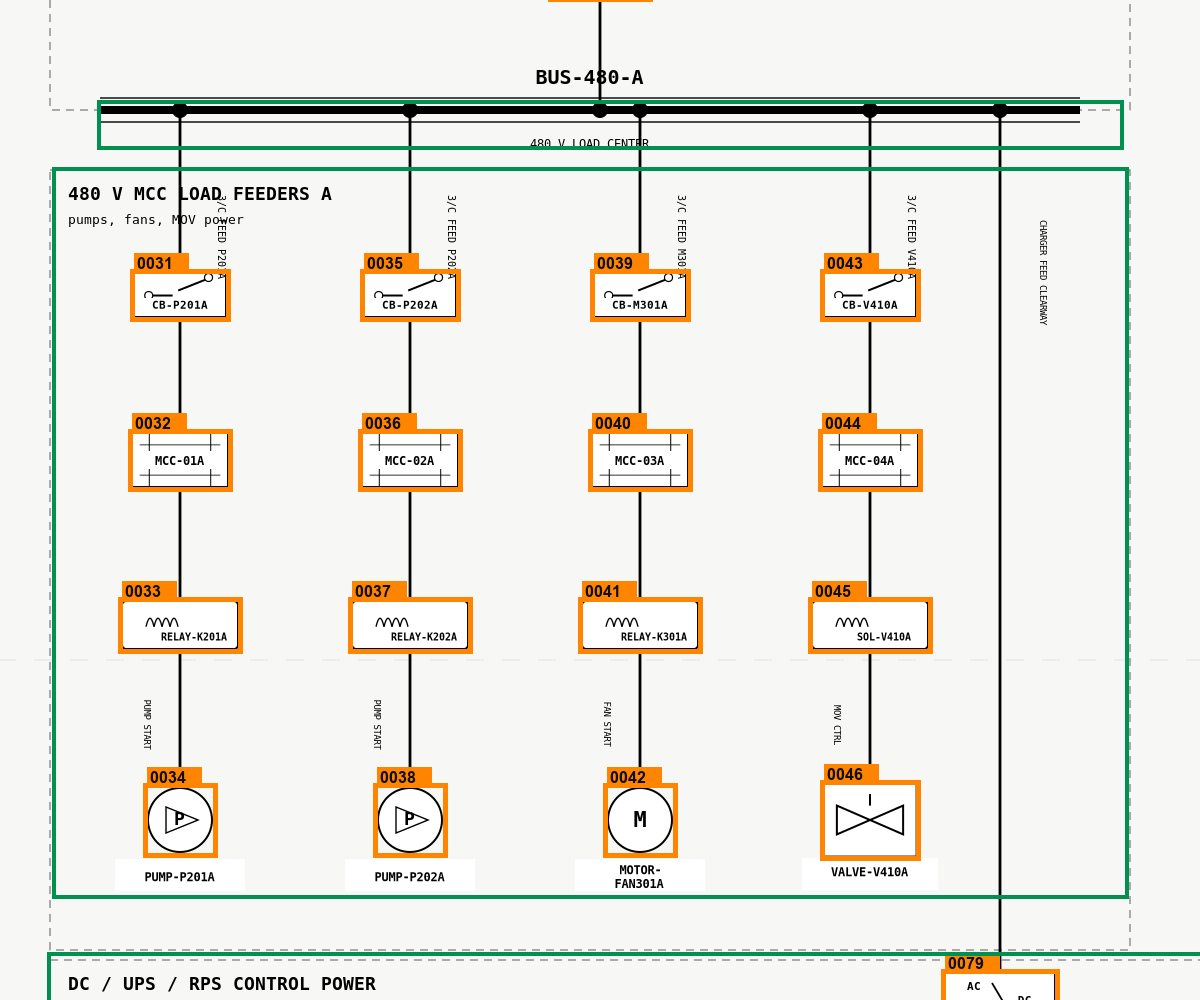 BUS-480-A
480 V LOAD CENTER
480 V MCC LOAD FEEDERS A
pumps, fans, MOV power
3/C FEED P201A
3/C FEED P202A
3/C FEED M301A
3/C FEED V410A
CHARGER FEED CLEARWAY
0031
CB-P201A
0035
CB-P202A
0039
CB-M301A
0043
CB-V410A
0032
MCC-01A
0036
MCC-02A
0040
MCC-03A
0044
MCC-04A
0033
RELAY-K201A
0037
RELAY-K202A
0041
RELAY-K301A
0045
SOL-V410A
PUMP START
PUMP START
FAN START
MOV CTRL
0034
P
PUMP-P201A
0038
P
PUMP-P202A
0042
M
MOTOR-
FAN301A
0046
VALVE-V410A
DC / UPS / RPS CONTROL POWER
0079
AC
DC